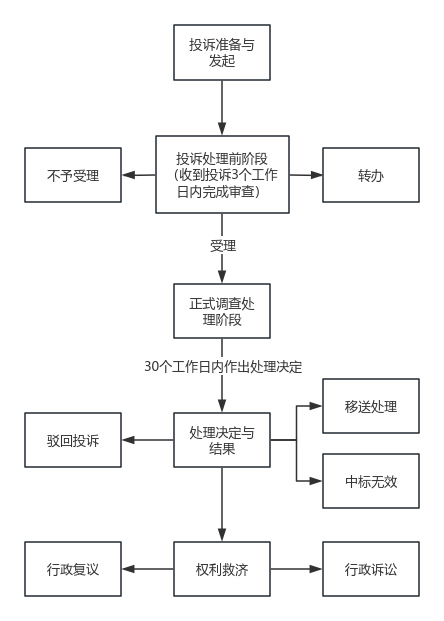 投诉准备与
发起
不予受理
投诉处理前阶段
（收到投诉3个工作
日内完成审查）
转办
受理
正式调查处
理阶段
30个工作日内作出处理决定
移送处理
驳回投诉
处理决定与
结果
中标无效
行政复议
权利救济
行政诉讼